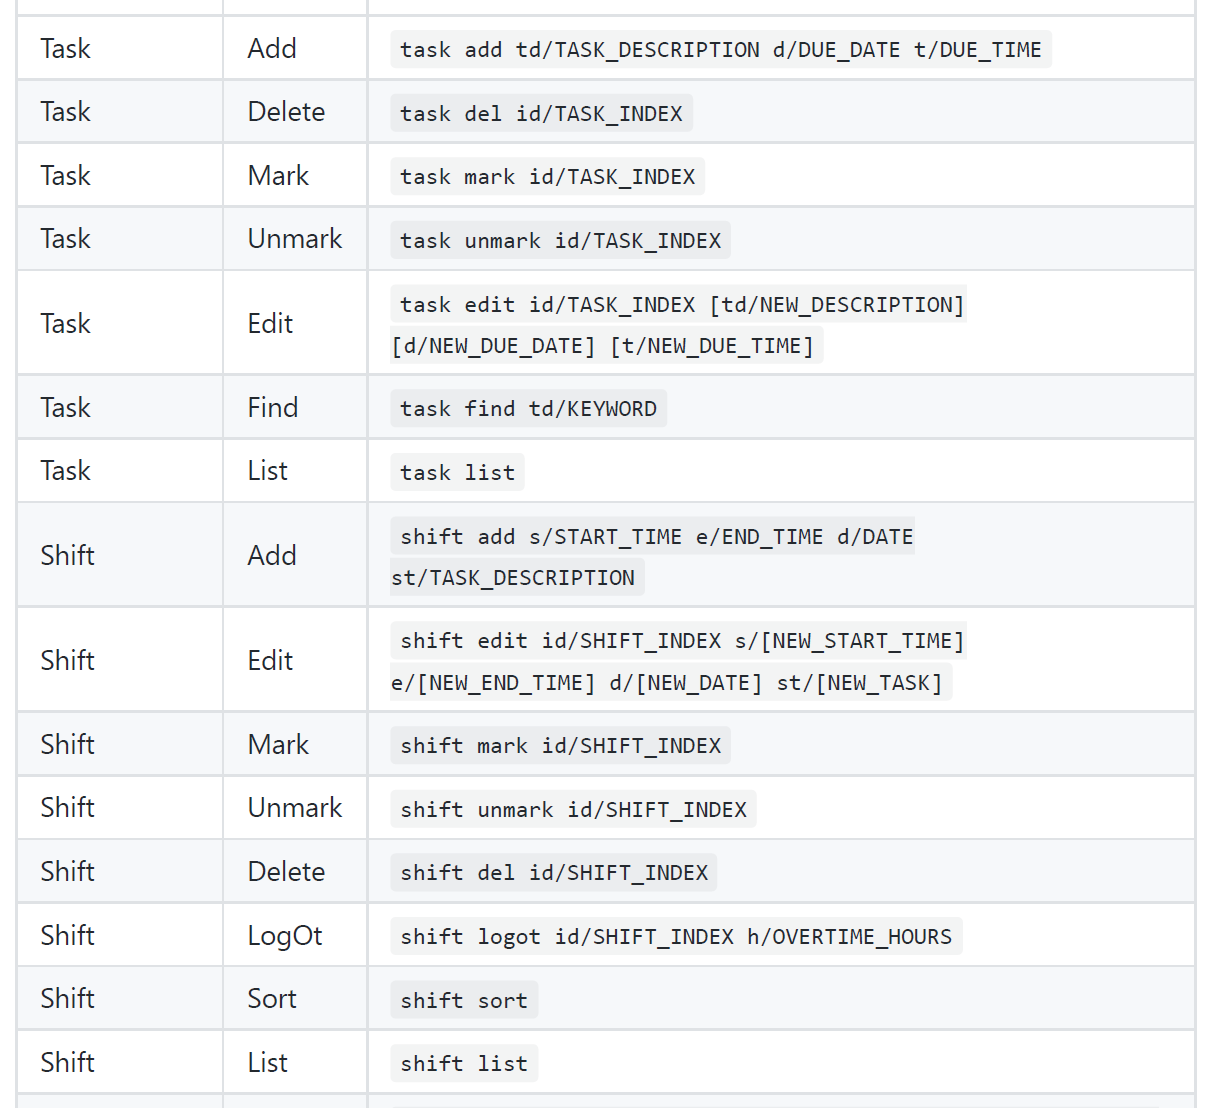 Task Add task add td/TASK_DESCRIPTION d/DUE_DATE t/DUE_TIME
Task Delete task del id/TASK_INDEX
Task Mark task mark id/TASK_INDEX
Task Unmark task unmark id/TASK_INDEX
Task Edit task edit id/TASK_INDEX [td/NEW_DESCRIPTION]
[d/NEW_DUE_DATE] [t/NEW_DUE_TIME]
Task Find task find td/KEYWORD
Task List task list
Shift Add shift add s/START_TIME e/END_TIME d/DATE
st/TASK_DESCRIPTION
Shift Edit shift edit id/SHIFT_INDEX s/[NEW_START_TIME]
e/[NEW_END_TIME] d/[NEW_DATE] st/[NEW_TASK]
Shift Mark shift mark id/SHIFT_INDEX
Shift Unmark shift unmark id/SHIFT_INDEX
Shift Delete shift del id/SHIFT_INDEX
Shift LogOt shift logot id/SHIFT_INDEX h/OVERTIME_HOURS
Shift Sort shift sort
Shift List shift list